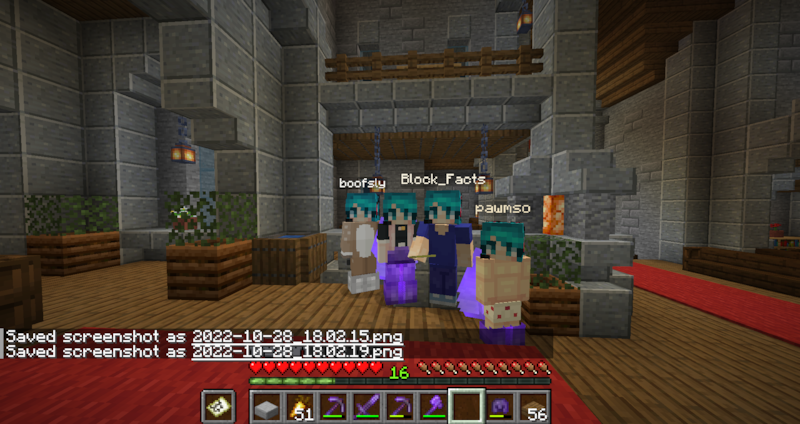 Block_Facts
boofsly
pawmso
Saved screenshot as 2022-10-28_18.02.15.png
Saved screenshot as 2022-10-28_18.02.19.png
16
51
56